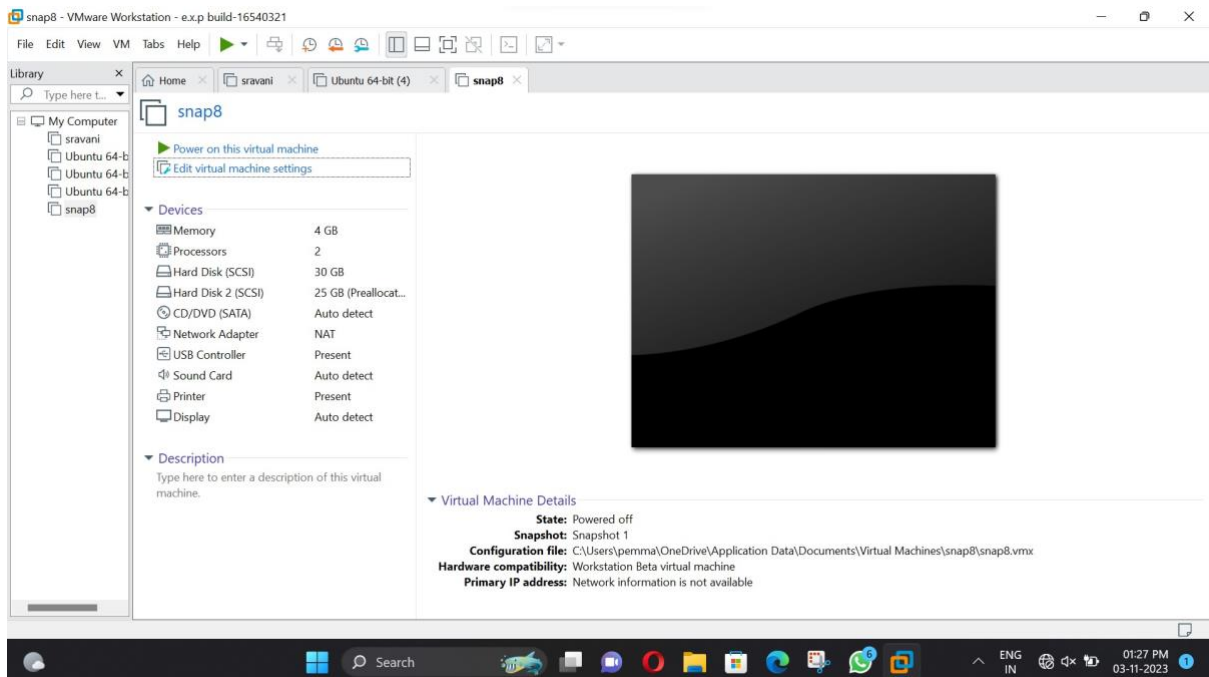 snap8 - VMware Workstation - e.x.p build-16540321
File Edit View VM Tabs Help
Library
Type here t...
My Computer
sravani
Ubuntu 64-b
Ubuntu 64-b
Ubuntu 64-b
snap8
Home sravani Ubuntu 64-bit (4) snap8
snap8
Power on this virtual machine
Edit virtual machine settings
Devices
Memory 4 GB
Processors 2
Hard Disk (SCSI) 30 GB
Hard Disk 2 (SCSI) 25 GB (Preallocat...
CD/DVD (SATA) Auto detect
Network Adapter NAT
USB Controller Present
Sound Card Auto detect
Printer Present
Display Auto detect
Description
Type here to enter a description of this virtual
machine.
Virtual Machine Details
State: Powered off
Snapshot: Snapshot 1
Configuration file: C:\Users\pemma\OneDrive\Application Data\Documents\Virtual Machines\snap8\snap8.vmx
Hardware compatibility: Workstation Beta virtual machine
Primary IP address: Network information is not available
Search
6
ENG
IN
01:27 PM
03-11-2023
1